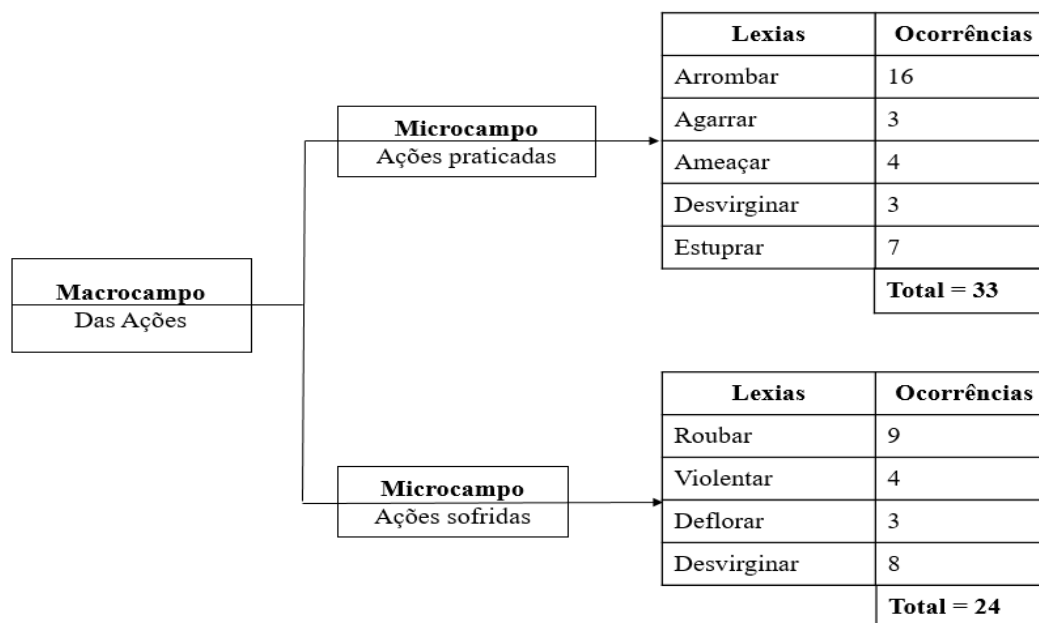 Lexias Ocorrências
Arrombar 16
Agarrar 3
Ameaçar 4
Desvirginar 3
Estuprar 7
Total = 33
Microcampo
Ações praticadas
Macrocampo
Das Ações
Lexias Ocorrências
Roubar 9
Violentar 4
Deflorar 3
Desvirginar 8
Total = 24
Microcampo
Ações sofridas